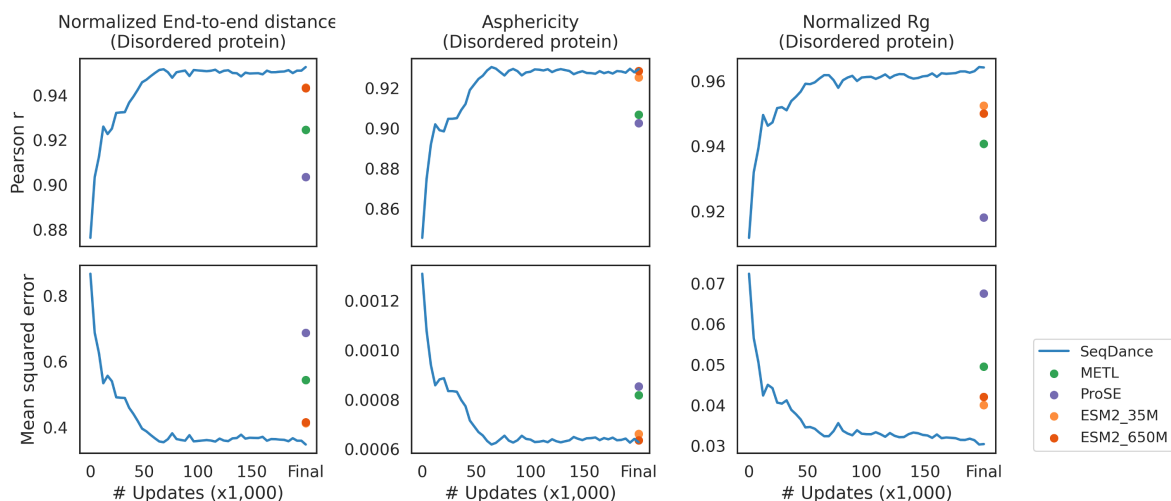 Normalized End-to-end distance
(Disordered protein)
Asphericity
(Disordered protein)
Normalized Rg
(Disordered protein)
Pearson r
0.94
0.92
0.90
0.88
0.92
0.90
0.88
0.86
0.96
0.94
0.92
Mean squared error
0.8
0.6
0.4
0.0012
0.0010
0.0008
0.0006
0.07
0.06
0.05
0.04
0.03
0 50 100 150 Final
# Updates (x1,000)
0 50 100 150 Final
# Updates (x1,000)
0 50 100 150 Final
# Updates (x1,000)
SeqDance
METL
ProSE
ESM2_35M
ESM2_650M